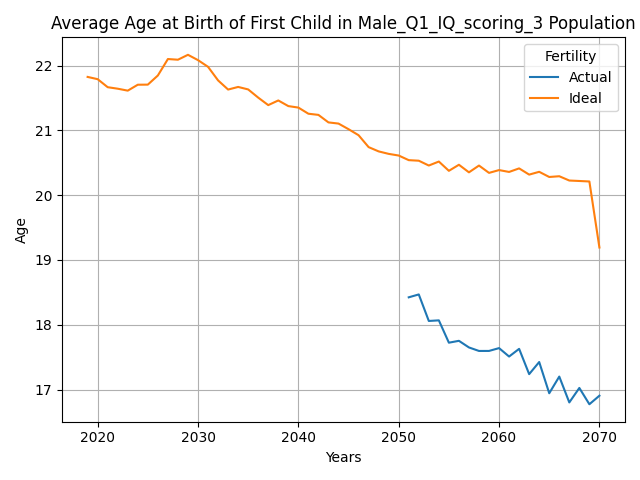 Average Age at Birth of First Child in Male_Q1_IQ_scoring_3 Population
Fertility
Actual
Ideal
22
21
20
19
18
17
Age
2020 2030 2040 2050 2060 2070
Years